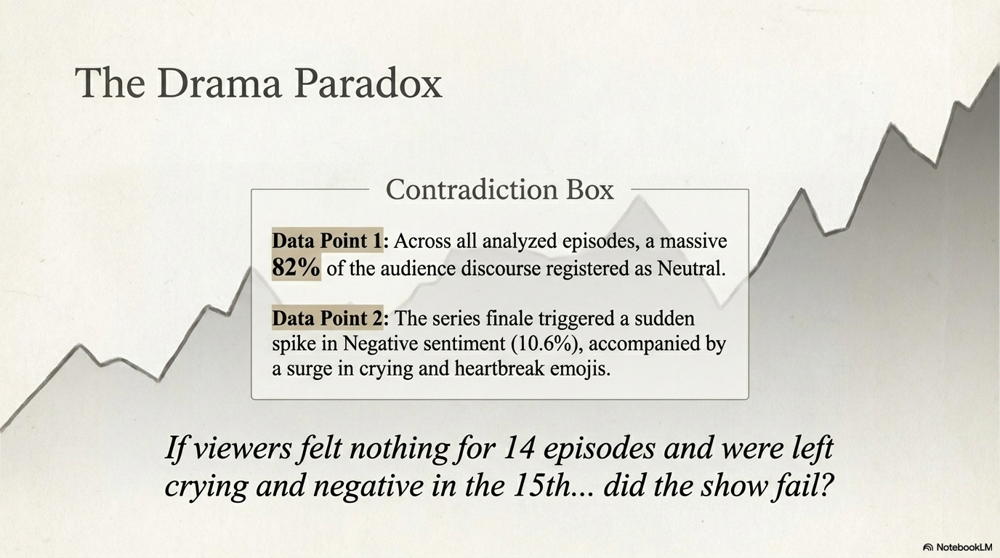 The Drama Paradox
Contradiction Box
Data Point 1: Across all analyzed episodes, a massive
82% of the audience discourse registered as Neutral.
Data Point 2: The series finale triggered a sudden
spike in Negative sentiment (10.6%), accompanied by
a surge in crying and heartbreak emojis.
If viewers felt nothing for 14 episodes and were left
crying and negative in the 15th... did the show fail?
NotebookLM